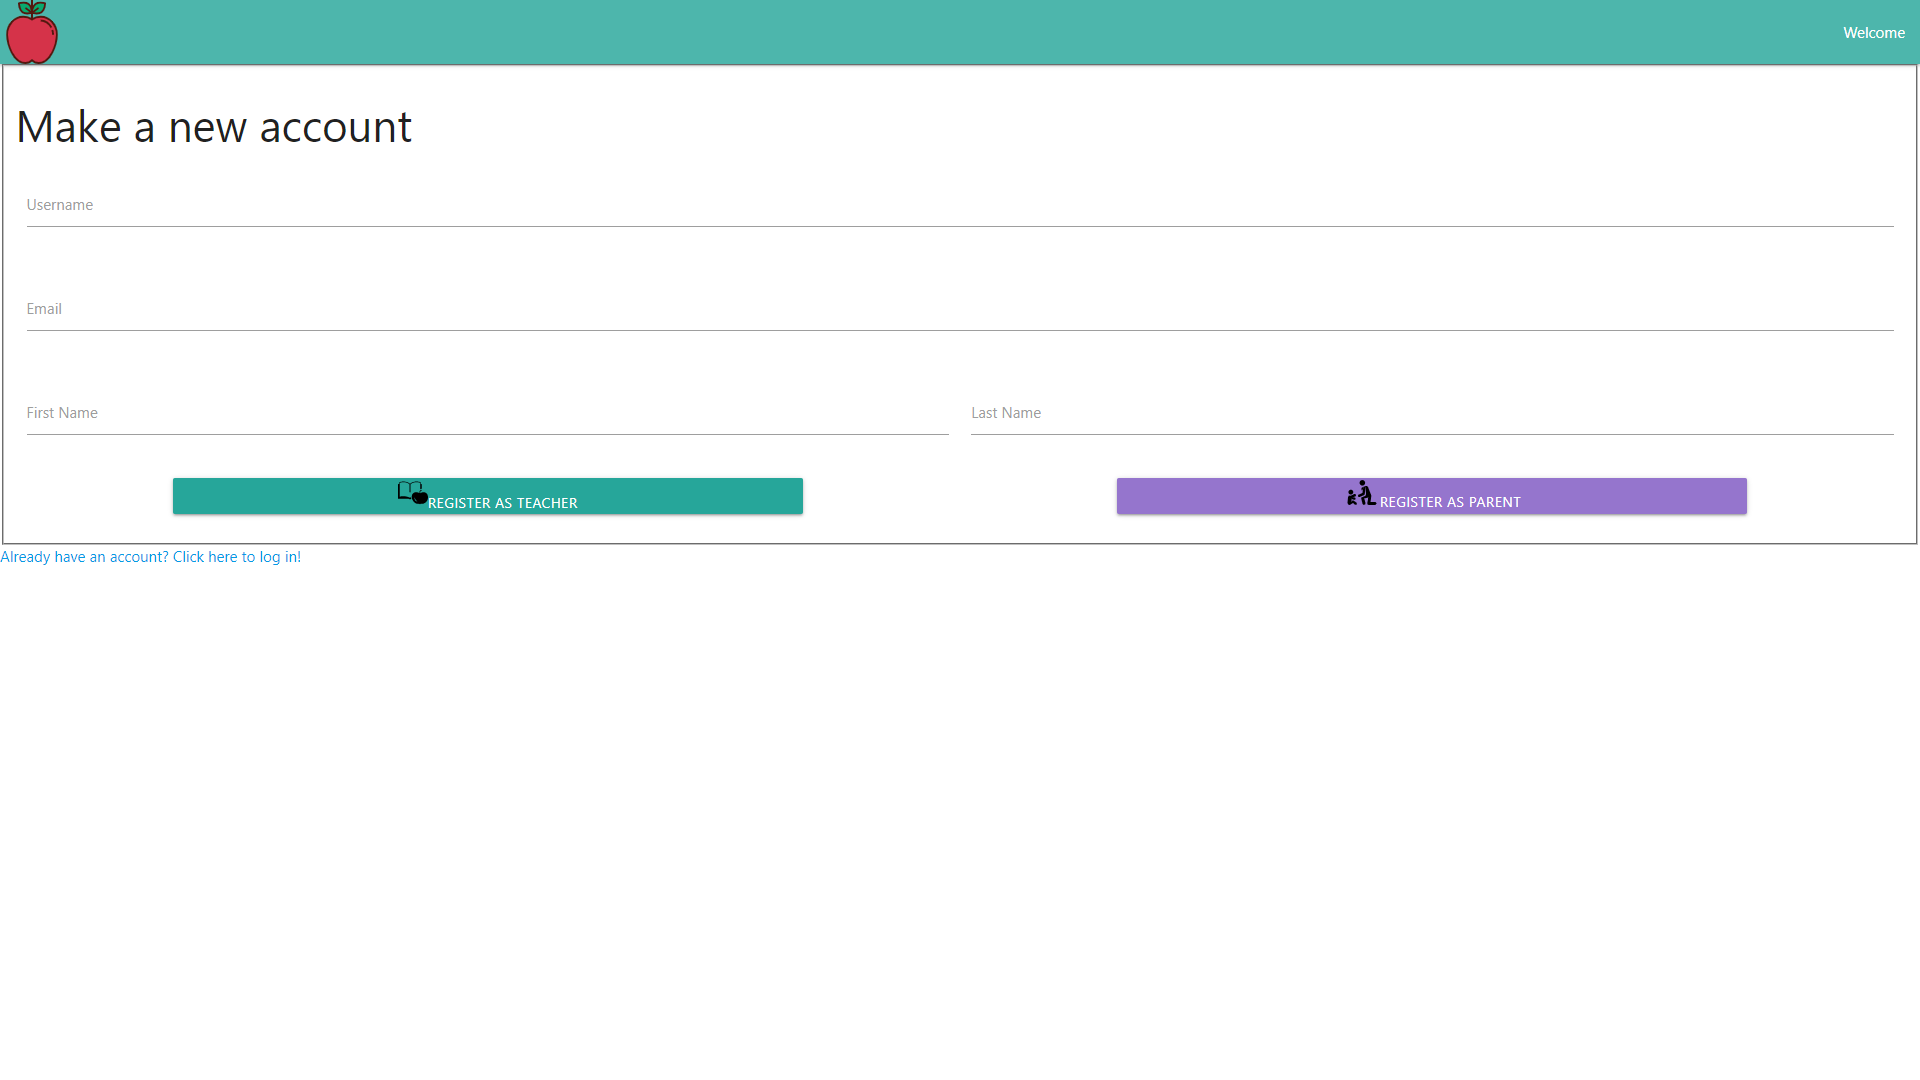 Welcome
Make a new account
Username
Email
First Name
Last Name
REGISTER AS TEACHER
REGISTER AS PARENT
Already have an account? Click here to log in!